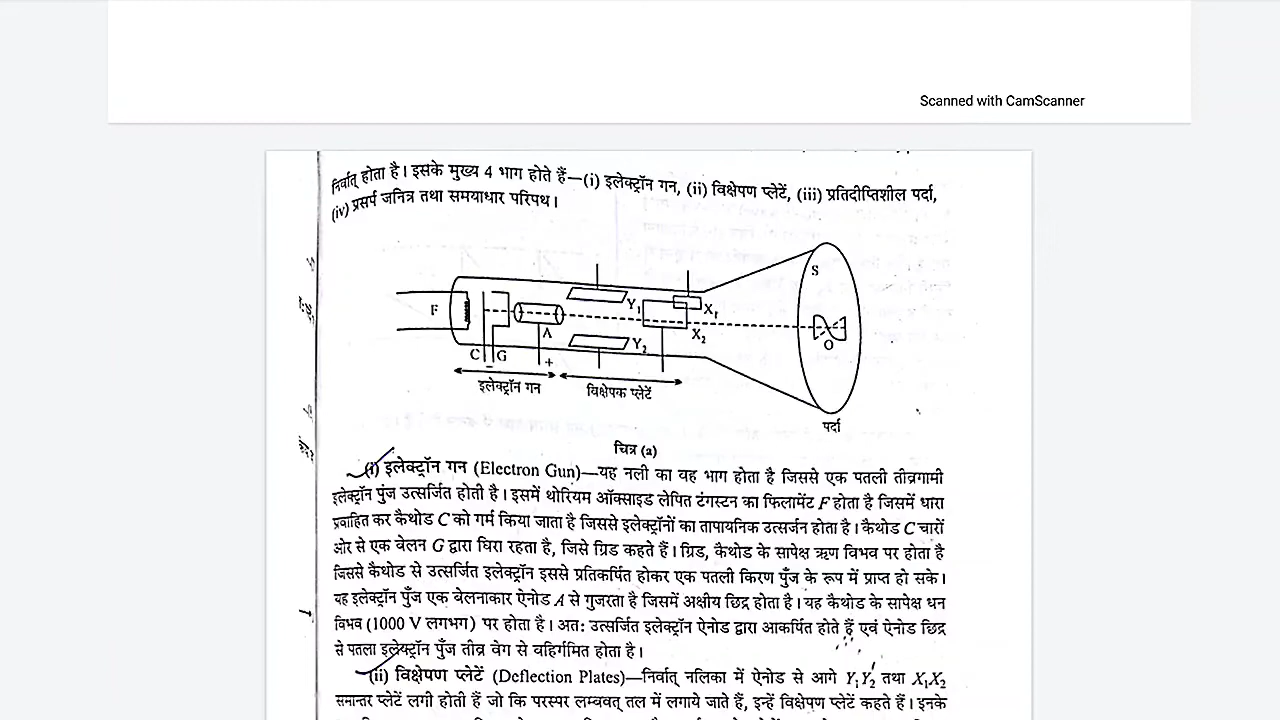 Scanned with CamScanner
निर्वात् होता है। इसके मुख्य 4 भाग होते हैं—(i) इलेक्ट्रॉन गन, (ii) विक्षेपण प्लेटें, (iii) प्रतिदीप्तिशील पर्दा,
(iv) प्रसर्प जनित्र तथा समयाधार परिपथ।
S
F
Y₁
X₁
A
X₂
O
Y₂
C
G
+
इलेक्ट्रॉन गन
विक्षेपक प्लेटें
पर्दा
चित्र (a)
(i) इलेक्ट्रॉन गन (Electron Gun)—यह नली का वह भाग होता है जिससे एक पतली तीव्रगामी
इलेक्ट्रॉन पुंज उत्सर्जित होती है। इसमें थोरियम ऑक्साइड लेपित टंगस्टन का फिलामेंट F होता है जिसमें धारा
प्रवाहित कर कैथोड C को गर्म किया जाता है जिससे इलेक्ट्रॉनों का तापायनिक उत्सर्जन होता है। कैथोड C चारों
ओर से एक वेलन G द्वारा घिरा रहता है, जिसे ग्रिड कहते हैं। ग्रिड, कैथोड के सापेक्ष ऋण विभव पर होता है
जिससे कैथोड से उत्सर्जित इलेक्ट्रॉन इससे प्रतिकर्षित होकर एक पतली किरण पुँज के रूप में प्राप्त हो सके।
यह इलेक्ट्रॉन पुँज एक वेलनाकार ऐनोड A से गुजरता है जिसमें अक्षीय छिद्र होता है। यह कैथोड के सापेक्ष धन
विभव (1000 V लगभग) पर होता है। अत: उत्सर्जित इलेक्ट्रॉन ऐनोड द्वारा आकर्षित होते हैं एवं ऐनोड छिद्र
से पतला इलेक्ट्रॉन पुँज तीव्र वेग से वहिर्गमित होता है।
(ii) विक्षेपण प्लेटें (Deflection Plates)—निर्वात् नलिका में ऐनोड से आगे Y₁Y₂ तथा X₁X₂
समान्तर प्लेटें लगी होती हैं जो कि परस्पर लम्ववत् तल में लगाये जाते हैं, इन्हें विक्षेपण प्लेटें कहते हैं। इनके